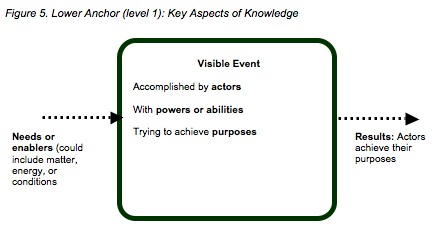 Figure 5. Lower Anchor (level 1): Key Aspects of Knowledge
Visible Event
Accomplished by actors
With powers or abilities
Trying to achieve purposes
Needs or
enablers (could
include matter,
energy, or
conditions
Results: Actors
achieve their
purposes